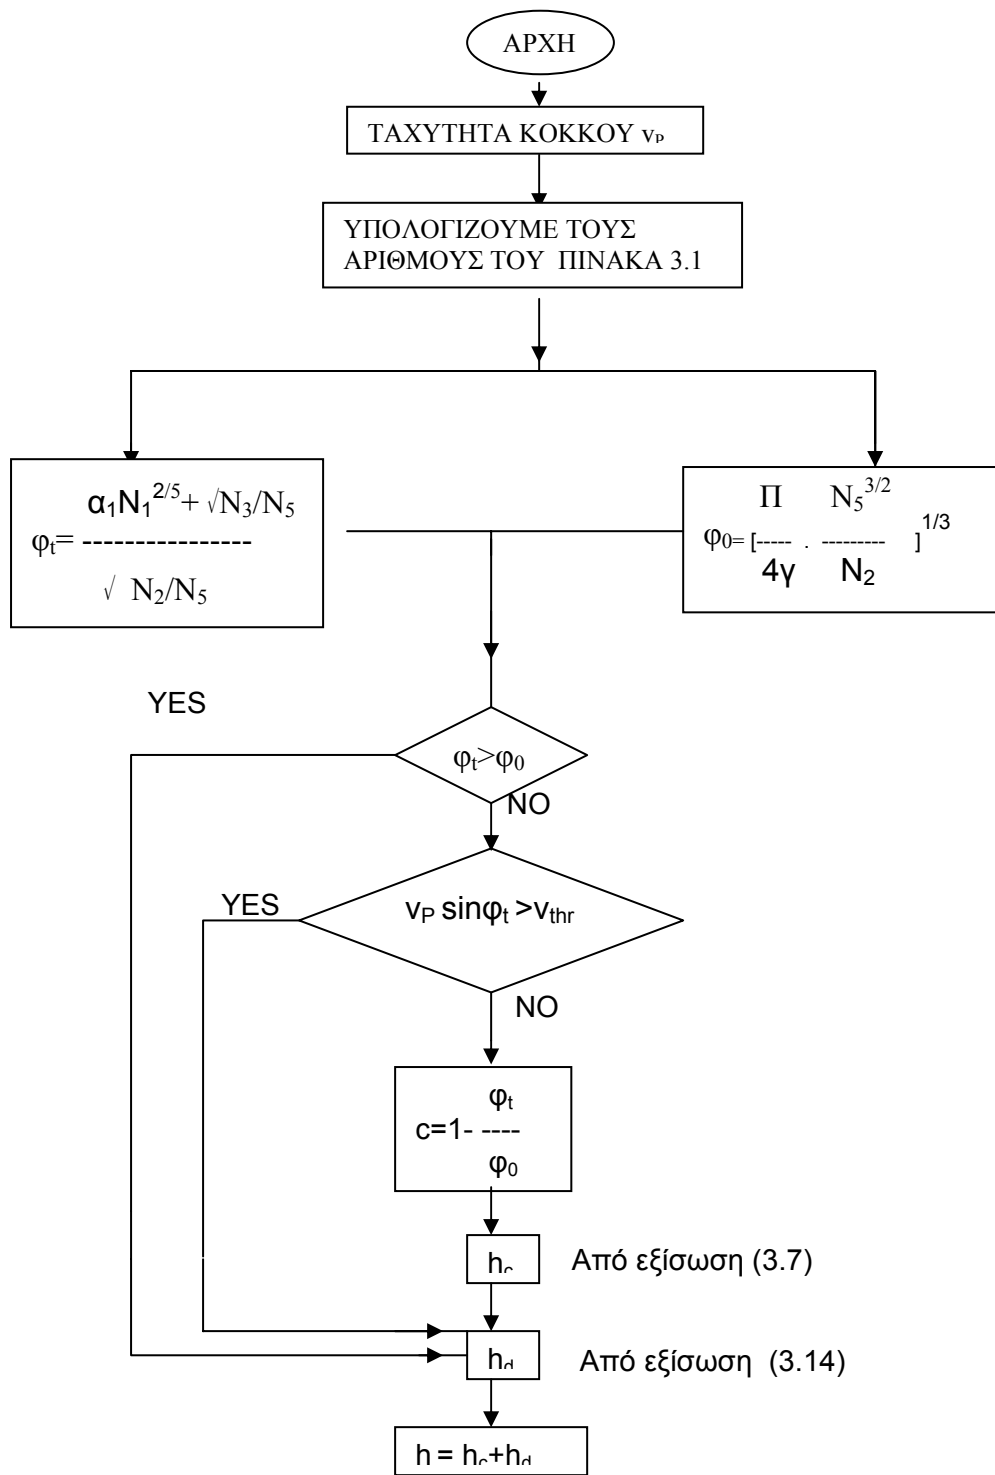 ΑΡΧΗ
ΤΑΧΥΤΗΤΑ ΚΟΚΚΟΥ vP
ΥΠΟΛΟΓΙΖΟΥΜΕ ΤΟΥΣ
ΑΡΙΘΜΟΥΣ ΤΟΥ ΠΙΝΑΚΑ 3.1
α1N1^2/5+ √N3/N5
φt= ----------------
√ N2/N5
Π N5^3/2
φ0= [----- . --------- ]^1/3
4γ N2
YES
φt>φ0
NO
YES
vP sinφt >vthr
NO
φt
c=1- ----
φ0
hc
Από εξίσωση (3.7)
hd
Από εξίσωση (3.14)
h = hc+hd